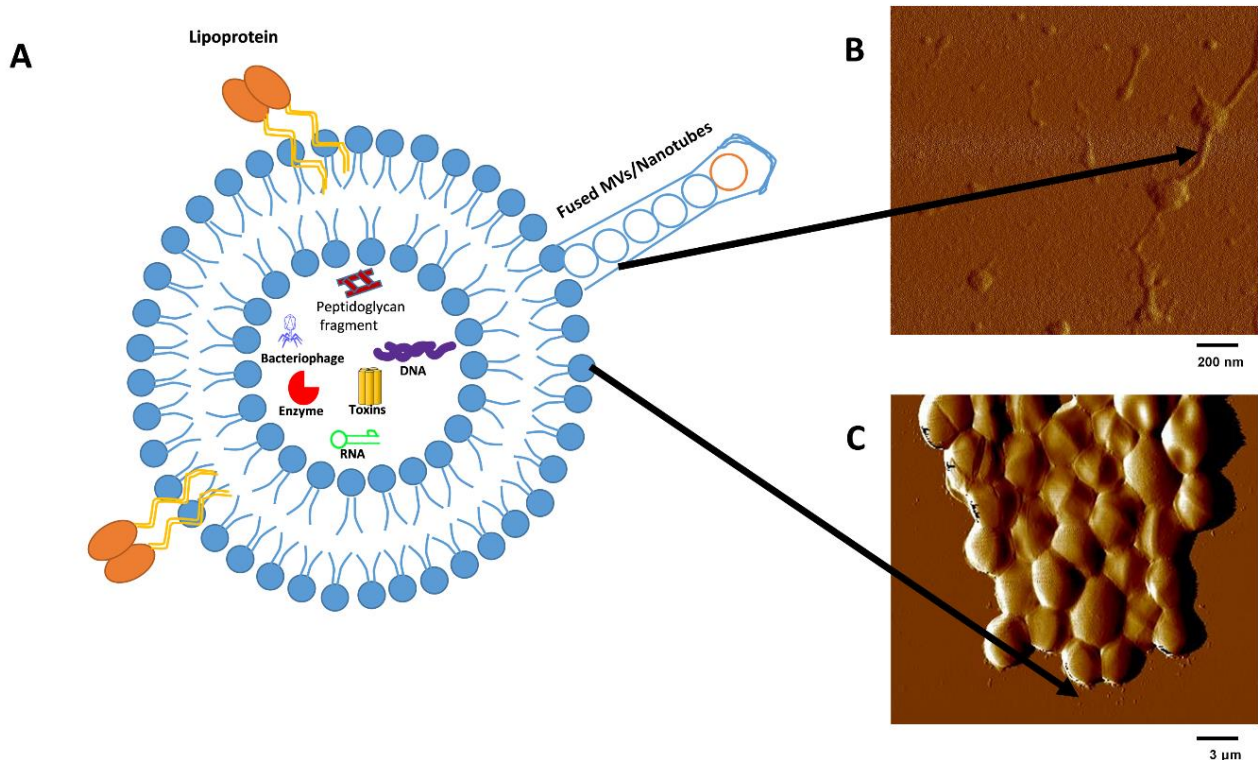 A
Lipoprotein
Fused MVs/Nanotubes
Peptidoglycan
fragment
Bacteriophage
DNA
Enzyme
Toxins
RNA
B
200 nm
C
3 µm